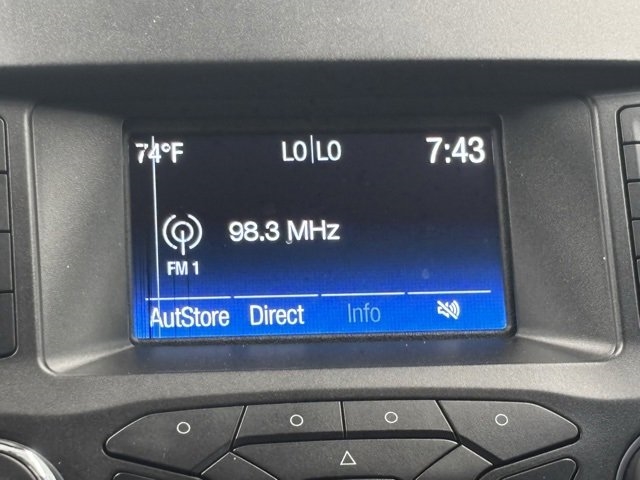 74°F LO|LO 7:43
98.3 MHz
FM 1
AutStore Direct Info